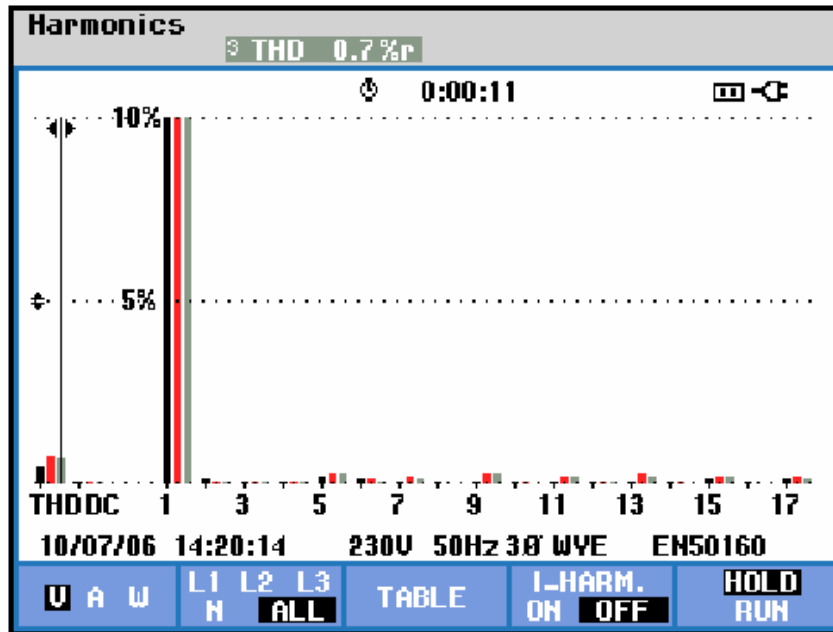 Harmonics
3 THD 0.7%r
0:00:11
10%
5%
THD DC 1 3 5 7 9 11 13 15 17
10/07/06 14:20:14 230V 50Hz 3Ø WYE EN50160
V A W
L1 L2 L3
N ALL
TABLE
I-HARM.
ON OFF
HOLD
RUN